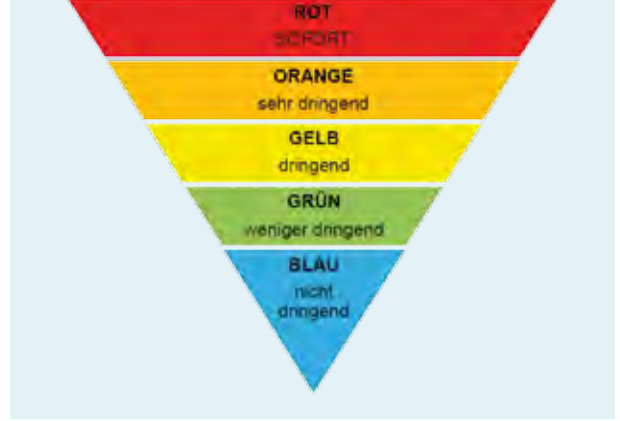 ROT
SOFORT
ORANGE
sehr dringend
GELB
dringend
GRÜN
weniger dringend
BLAU
nicht
dringend